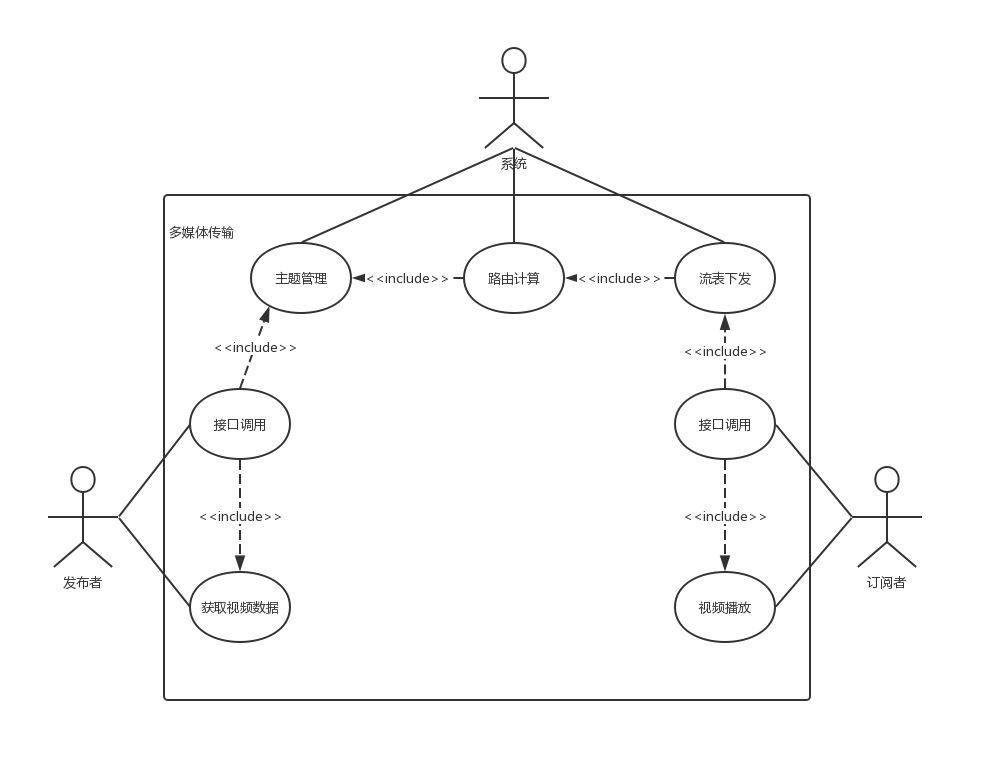 系统
多媒体传输
主题管理
<<include>>
路由计算
<<include>>
流表下发
<<include>>
<<include>>
接口调用
接口调用
<<include>>
<<include>>
发布者
订阅者
获取视频数据
视频播放